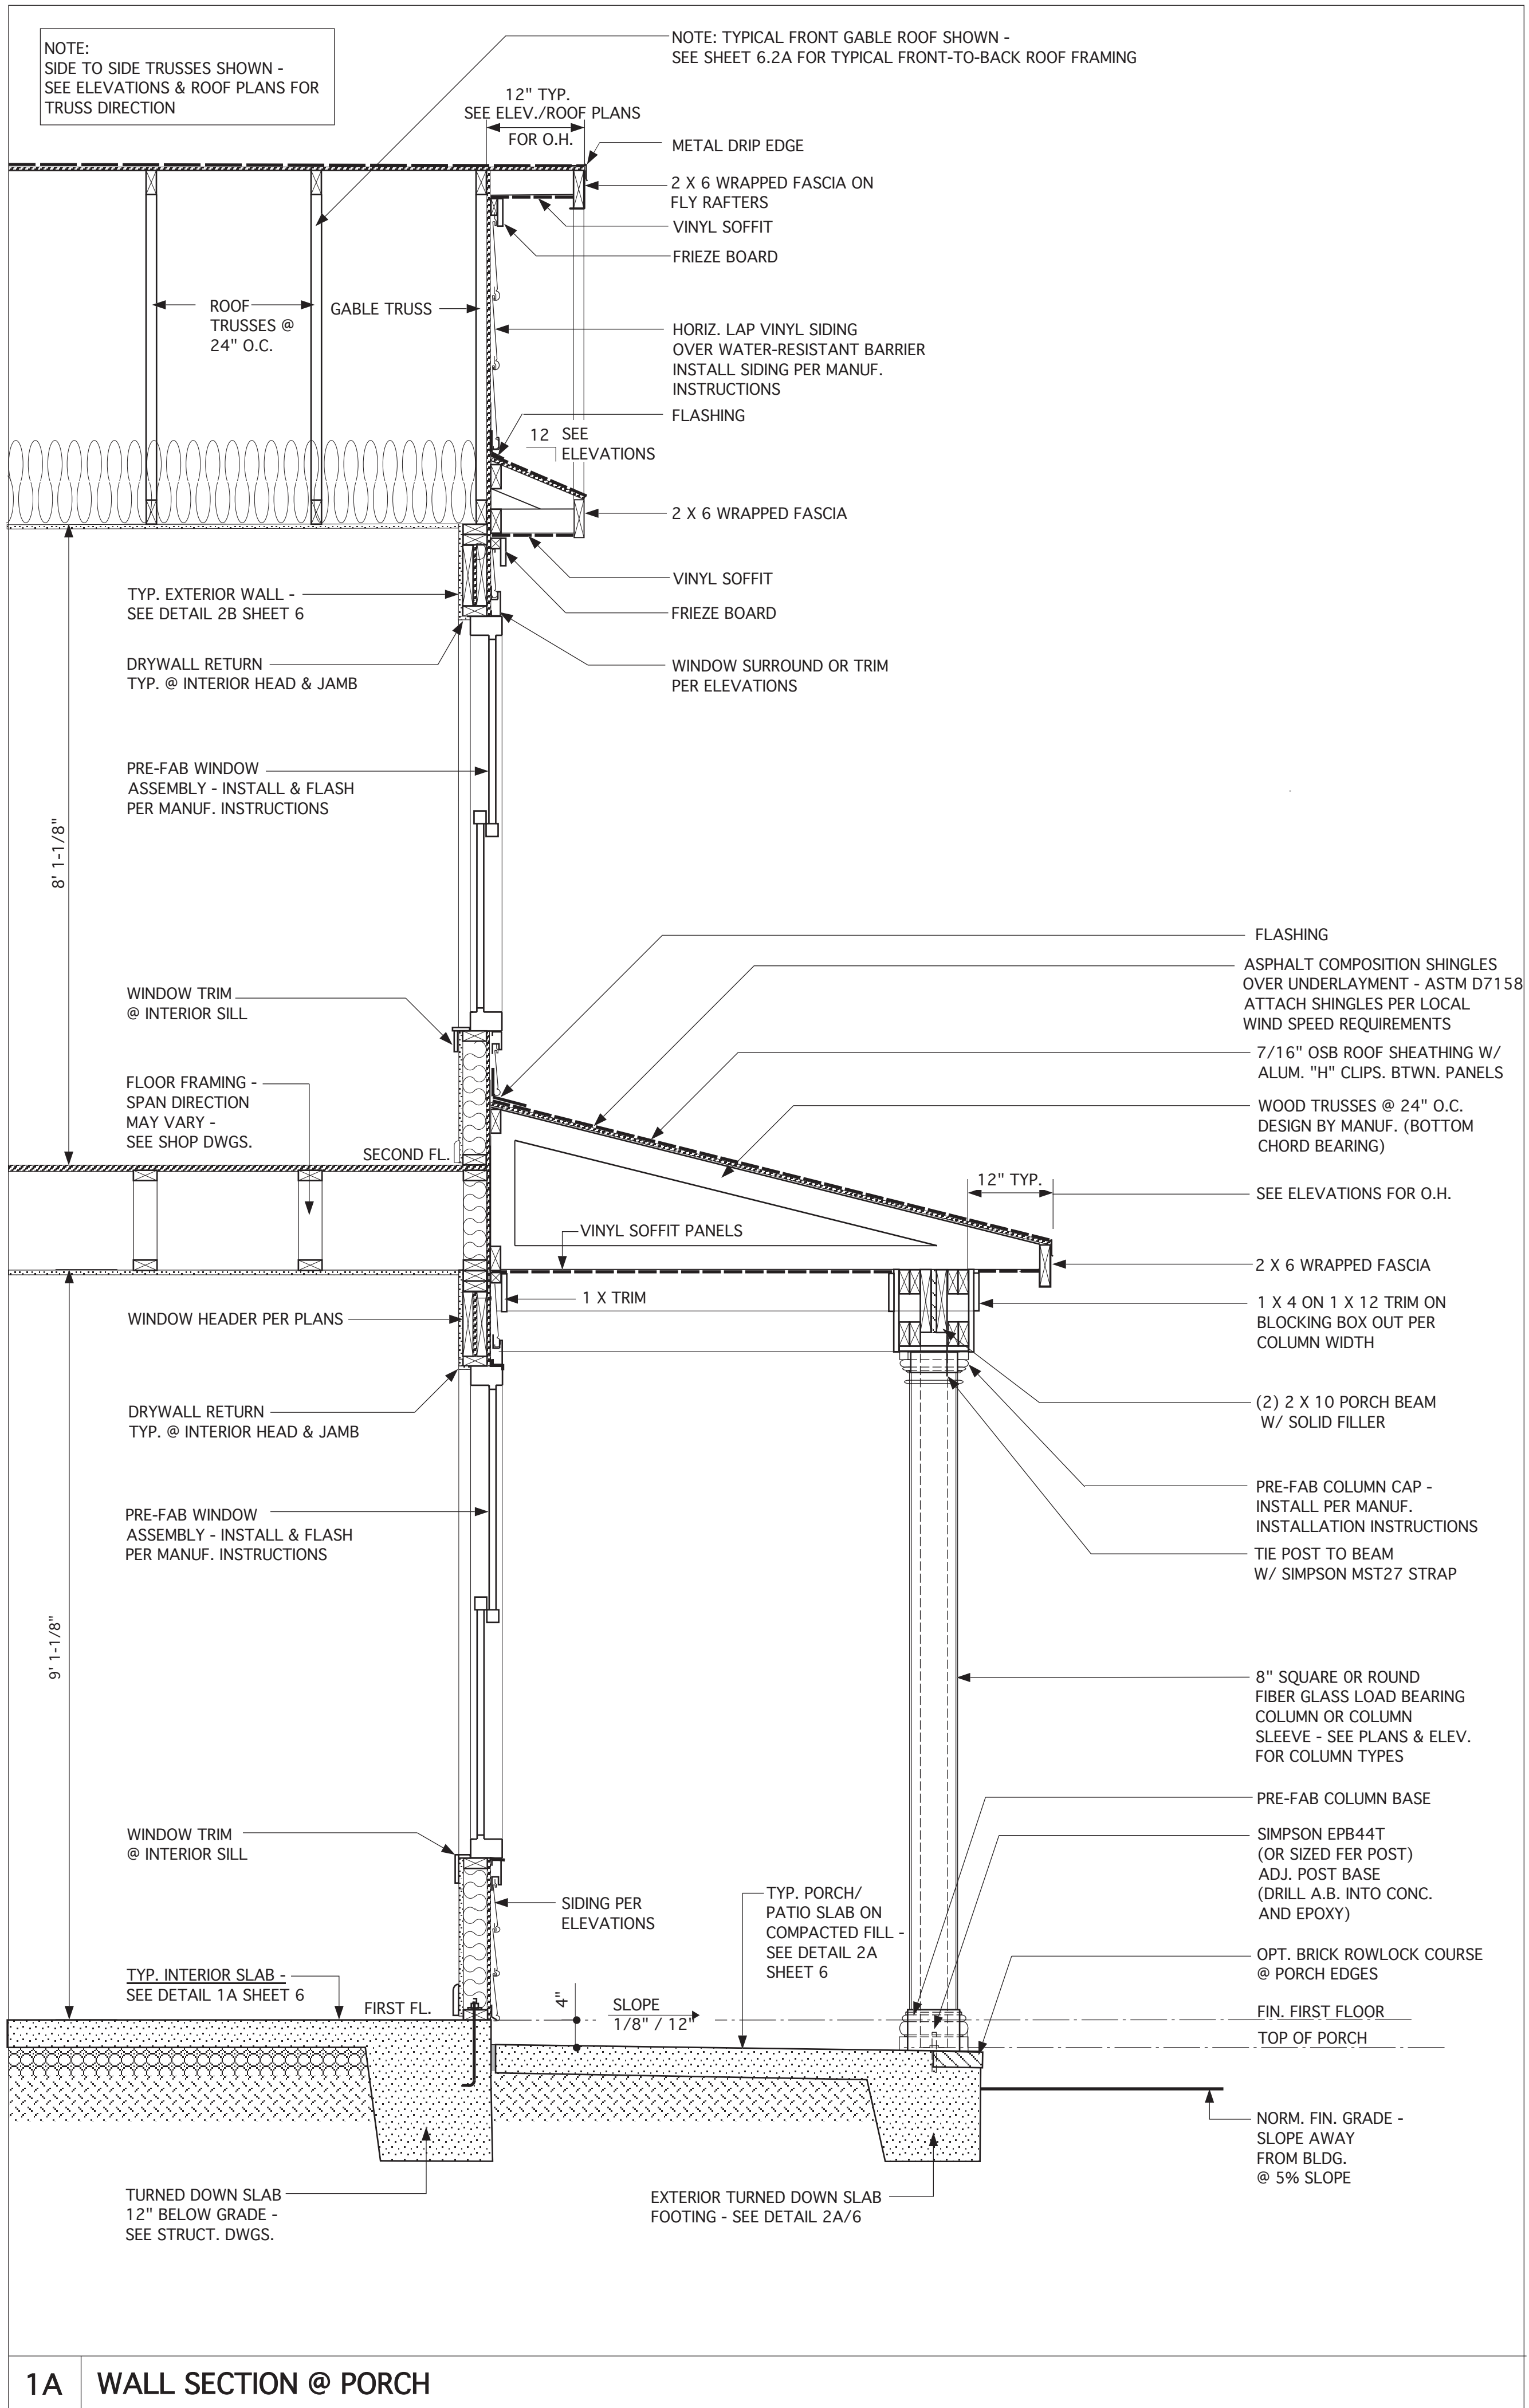 NOTE:
SIDE TO SIDE TRUSSES SHOWN -
SEE ELEVATIONS & ROOF PLANS FOR
TRUSS DIRECTION
NOTE: TYPICAL FRONT GABLE ROOF SHOWN -
SEE SHEET 6.2A FOR TYPICAL FRONT-TO-BACK ROOF FRAMING
12" TYP.
SEE ELEV./ROOF PLANS
FOR O.H.
METAL DRIP EDGE
2 X 6 WRAPPED FASCIA ON
FLY RAFTERS
VINYL SOFFIT
FRIEZE BOARD
ROOF
TRUSSES @
24" O.C.
GABLE TRUSS
HORIZ. LAP VINYL SIDING
OVER WATER-RESISTANT BARRIER
INSTALL SIDING PER MANUF.
INSTRUCTIONS
FLASHING
12
SEE
ELEVATIONS
2 X 6 WRAPPED FASCIA
VINYL SOFFIT
FRIEZE BOARD
TYP. EXTERIOR WALL -
SEE DETAIL 2B SHEET 6
DRYWALL RETURN
TYP. @ INTERIOR HEAD & JAMB
WINDOW SURROUND OR TRIM
PER ELEVATIONS
PRE-FAB WINDOW
ASSEMBLY - INSTALL & FLASH
PER MANUF. INSTRUCTIONS
8' 1-1/8"
WINDOW TRIM
@ INTERIOR SILL
FLOOR FRAMING -
SPAN DIRECTION
MAY VARY -
SEE SHOP DWGS.
SECOND FL.
FLASHING
ASPHALT COMPOSITION SHINGLES
OVER UNDERLAYMENT - ASTM D7158
ATTACH SHINGLES PER LOCAL
WIND SPEED REQUIREMENTS
7/16" OSB ROOF SHEATHING W/
ALUM. "H" CLIPS. BTWN. PANELS
WOOD TRUSSES @ 24" O.C.
DESIGN BY MANUF. (BOTTOM
CHORD BEARING)
12" TYP.
SEE ELEVATIONS FOR O.H.
VINYL SOFFIT PANELS
2 X 6 WRAPPED FASCIA
1 X TRIM
1 X 4 ON 1 X 12 TRIM ON
BLOCKING BOX OUT PER
COLUMN WIDTH
WINDOW HEADER PER PLANS
DRYWALL RETURN
TYP. @ INTERIOR HEAD & JAMB
(2) 2 X 10 PORCH BEAM
W/ SOLID FILLER
PRE-FAB COLUMN CAP -
INSTALL PER MANUF.
INSTALLATION INSTRUCTIONS
TIE POST TO BEAM
W/ SIMPSON MST27 STRAP
PRE-FAB WINDOW
ASSEMBLY - INSTALL & FLASH
PER MANUF. INSTRUCTIONS
9' 1-1/8"
8" SQUARE 0R ROUND
FIBER GLASS LOAD BEARING
COLUMN OR COLUMN
SLEEVE - SEE PLANS & ELEV.
FOR COLUMN TYPES
PRE-FAB COLUMN BASE
SIMPSON EPB44T
(OR SIZED FER POST)
ADJ. POST BASE
(DRILL A.B. INTO CONC.
AND EPOXY)
WINDOW TRIM
@ INTERIOR SILL
SIDING PER
ELEVATIONS
TYP. PORCH/
PATIO SLAB ON
COMPACTED FILL -
SEE DETAIL 2A
SHEET 6
OPT. BRICK ROWLOCK COURSE
@ PORCH EDGES
TYP. INTERIOR SLAB -
SEE DETAIL 1A SHEET 6
FIRST FL.
4"
SLOPE
1/8" / 12"
FIN. FIRST FLOOR
TOP OF PORCH
NORM. FIN. GRADE -
SLOPE AWAY
FROM BLDG.
@ 5% SLOPE
TURNED DOWN SLAB
12" BELOW GRADE -
SEE STRUCT. DWGS.
EXTERIOR TURNED DOWN SLAB
FOOTING - SEE DETAIL 2A/6
1A
WALL SECTION @ PORCH